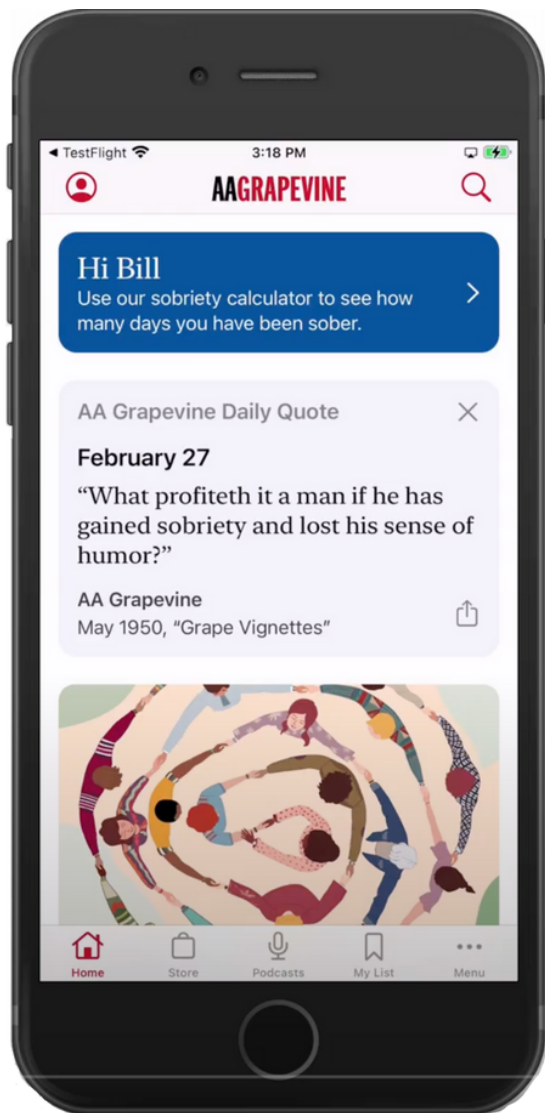 ◀ TestFlight 3:18 PM
AAGRAPEVINE
Hi Bill
Use our sobriety calculator to see how
many days you have been sober.
AA Grapevine Daily Quote
February 27
“What profiteth it a man if he has
gained sobriety and lost his sense of
humor?”
AA Grapevine
May 1950, “Grape Vignettes”
Home Store Podcasts My List Menu